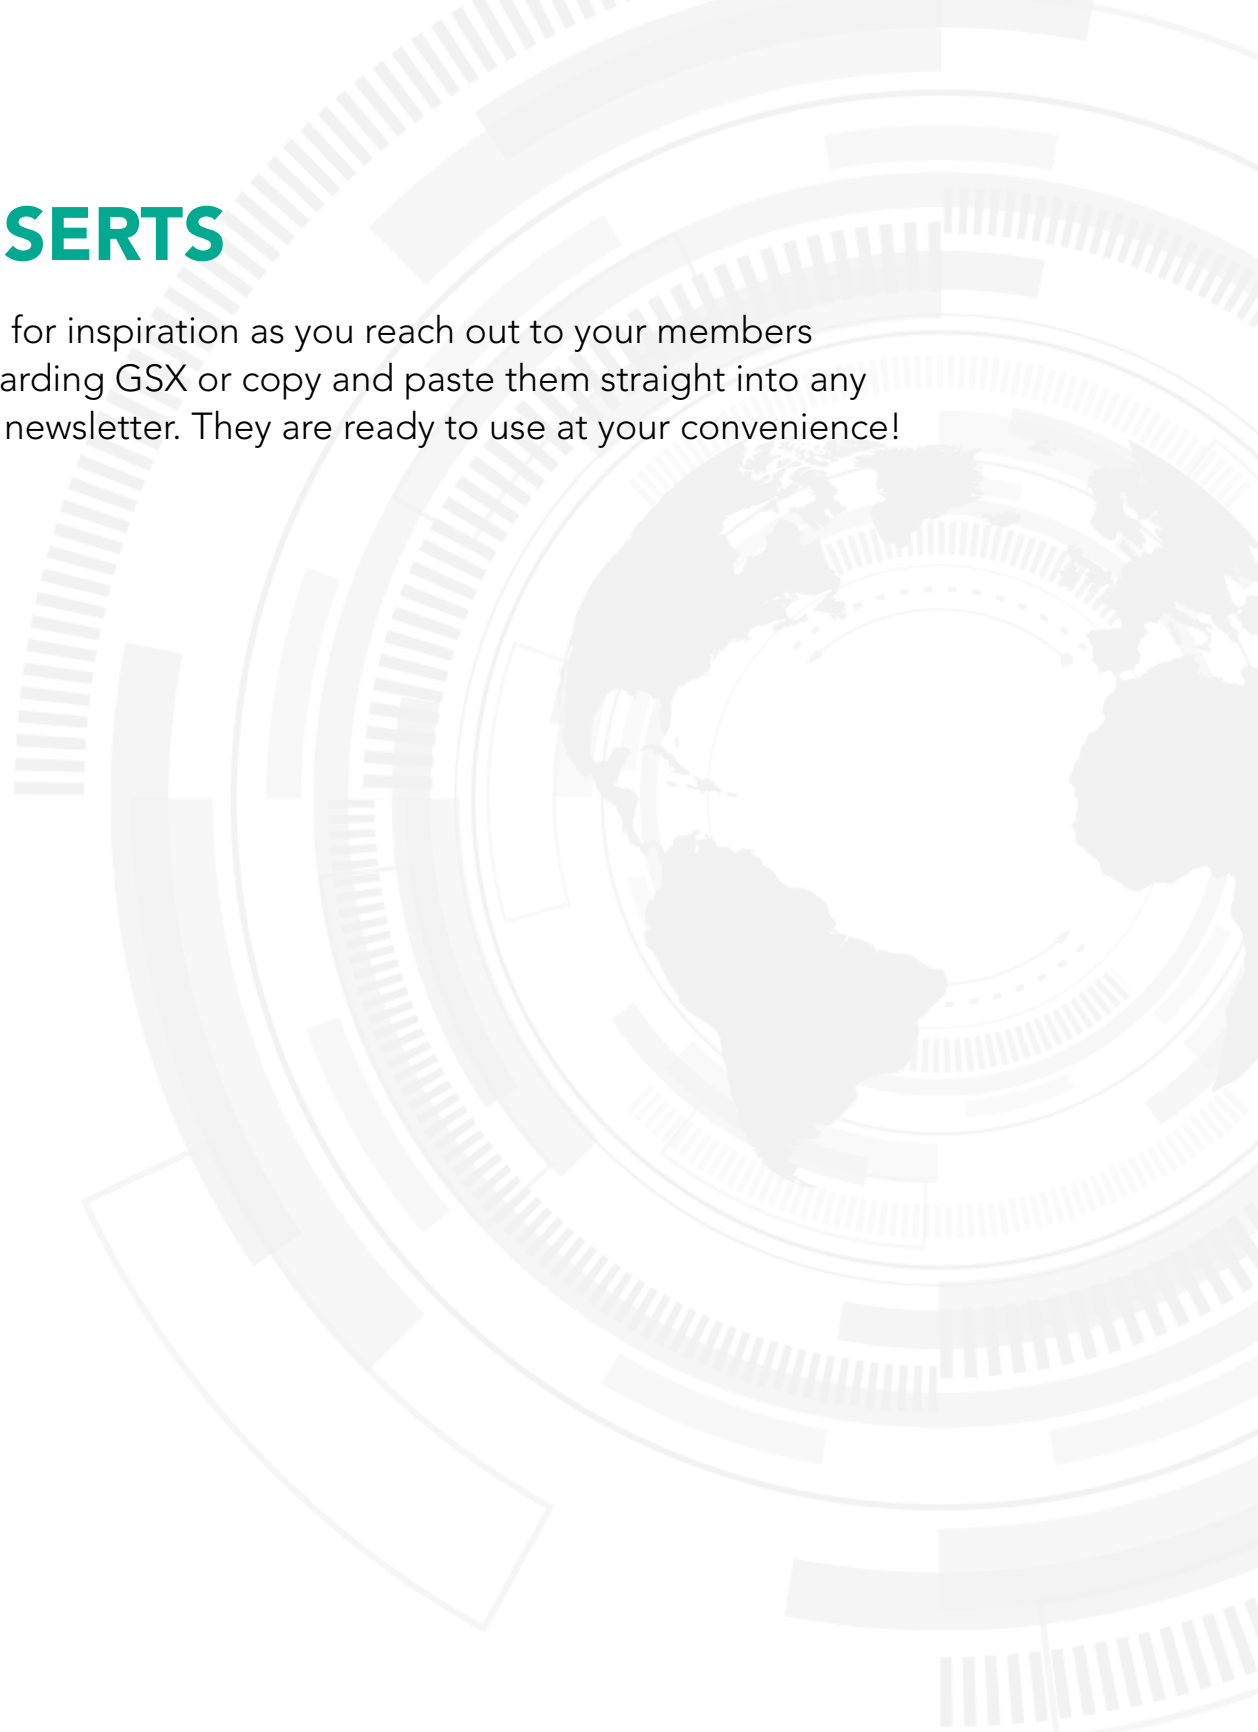 SERTS
for inspiration as you reach out to your members
arding GSX or copy and paste them straight into any
newsletter. They are ready to use at your convenience!